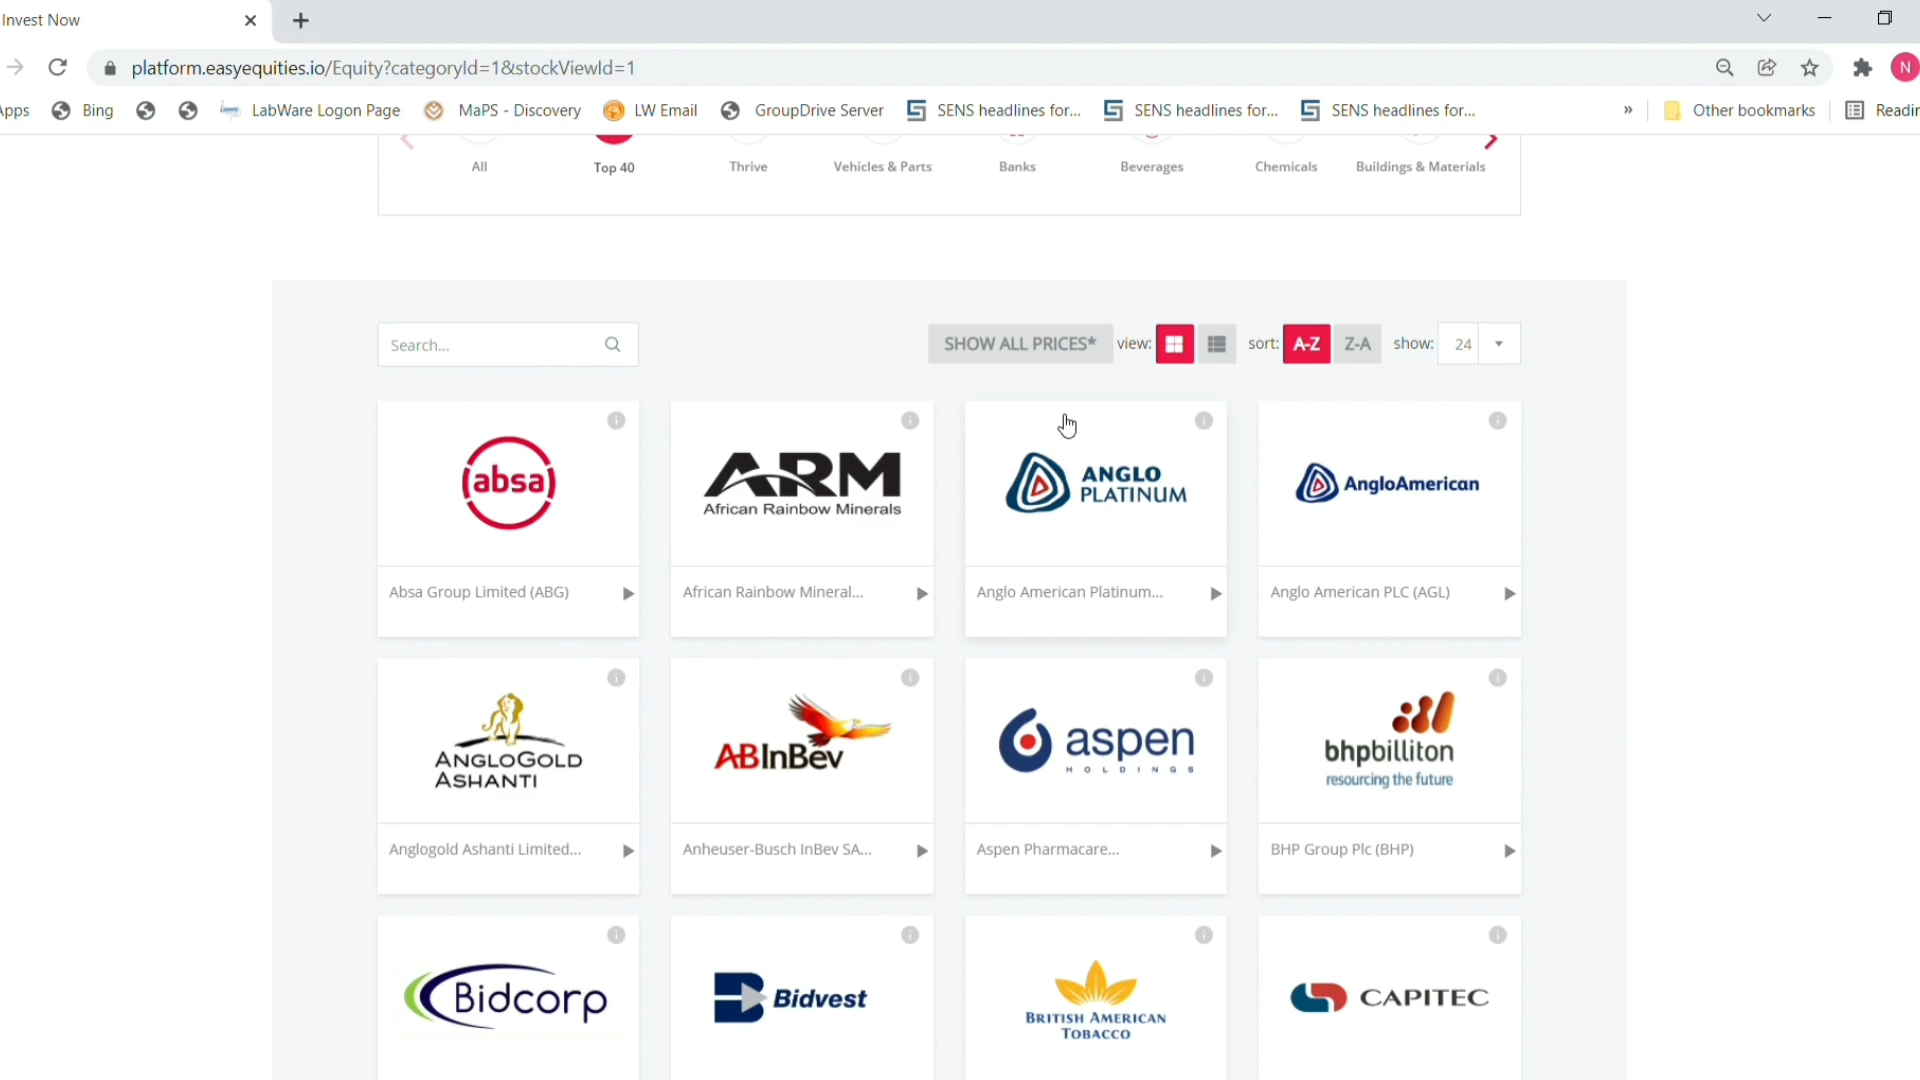 Invest Now
platform.easyequities.io/Equity?categoryId=1&stockViewId=1
N
Bing
LabWare Logon Page
MaPS - Discovery
LW Email
GroupDrive Server
SENS headlines for...
SENS headlines for...
SENS headlines for...
»
Other bookmarks
All
Top 40
Thrive
Vehicles & Parts
Banks
Beverages
Chemicals
Buildings & Materials
Search...
SHOW ALL PRICES*
view:
sort:
A-Z
Z-A
show:
24
absa
ARM
African Rainbow Minerals
ANGLO
PLATINUM
AngloAmerican
Absa Group Limited (ABG)
African Rainbow Mineral...
Anglo American Platinum...
Anglo American PLC (AGL)
ANGLOGOLD
ASHANTI
ABInBev
aspen
HOLDINGS
bhpbilliton
resourcing the future
Anglogold Ashanti Limited...
Anheuser-Busch InBev SA...
Aspen Pharmacare...
BHP Group Plc (BHP)
Bidcorp
Bidvest
BRITISH AMERICAN
TOBACCO
CAPITEC